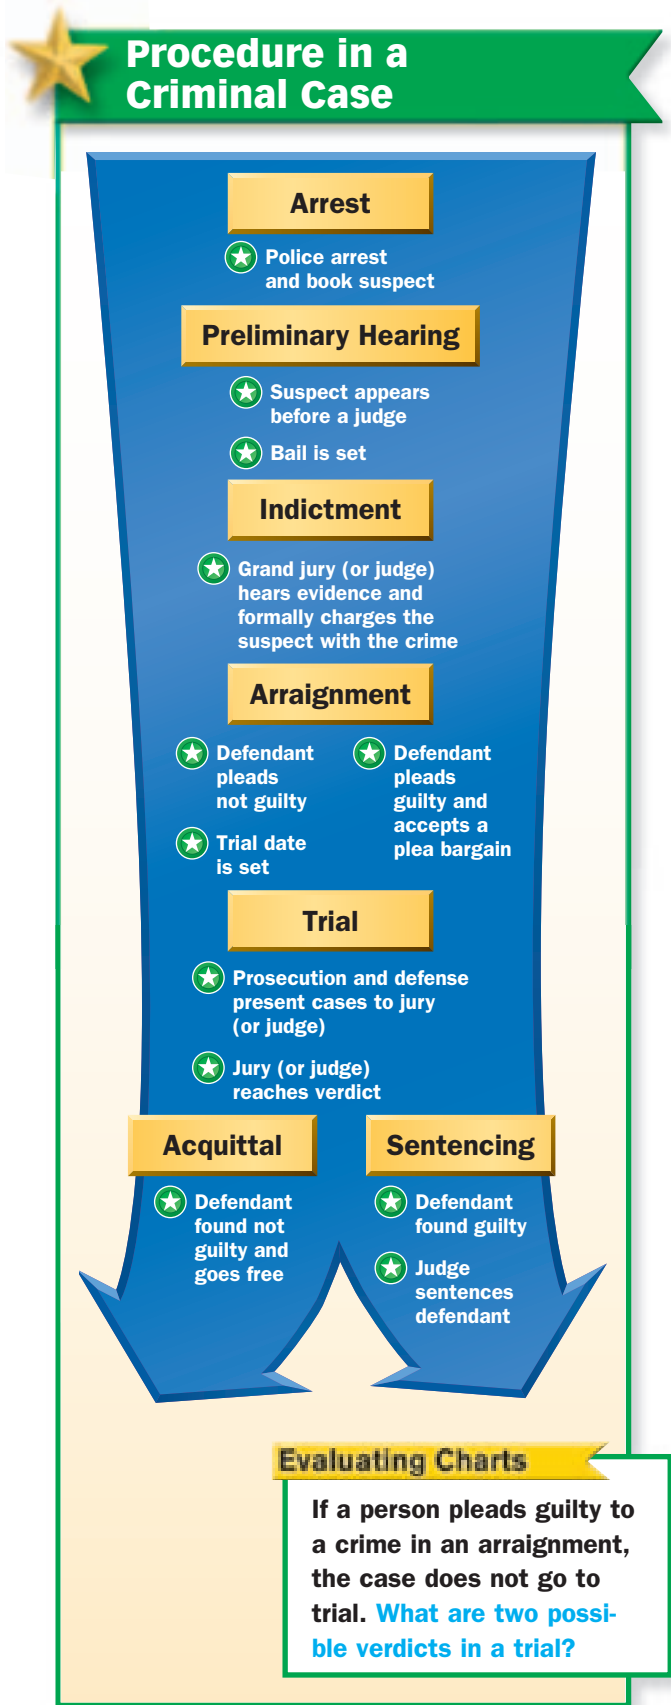 Procedure in a
Criminal Case
Arrest
Police arrest
and book suspect
Preliminary Hearing
Suspect appears
before a judge
Bail is set
Indictment
Grand jury (or judge)
hears evidence and
formally charges the
suspect with the crime
Arraignment
Defendant
pleads
not guilty
Trial date
is set
Defendant
pleads
guilty and
accepts a
plea bargain
Trial
Prosecution and defense
present cases to jury
(or judge)
Jury (or judge)
reaches verdict
Acquittal
Defendant
found not
guilty and
goes free
Sentencing
Defendant
found guilty
Judge
sentences
defendant
Evaluating Charts
If a person pleads guilty to
a crime in an arraignment,
the case does not go to
trial. What are two possi-
ble verdicts in a trial?